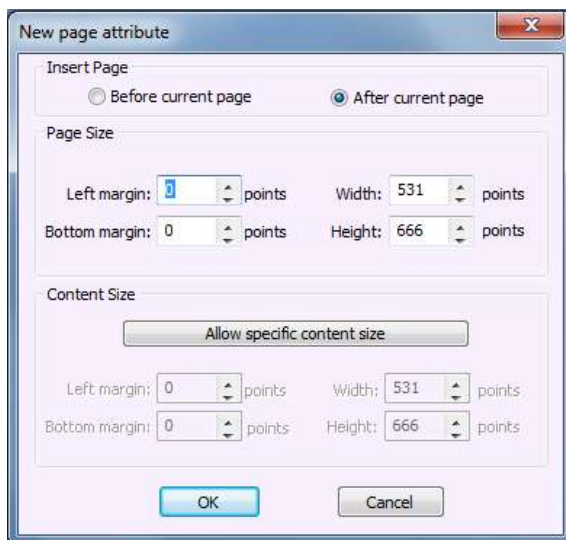 New page attribute
Insert Page
Before current page After current page
Page Size
Left margin: 0 points Width: 531 points
Bottom margin: 0 points Height: 666 points
Content Size
Allow specific content size
Left margin: 0 points Width: 531 points
Bottom margin: 0 points Height: 666 points
OK Cancel